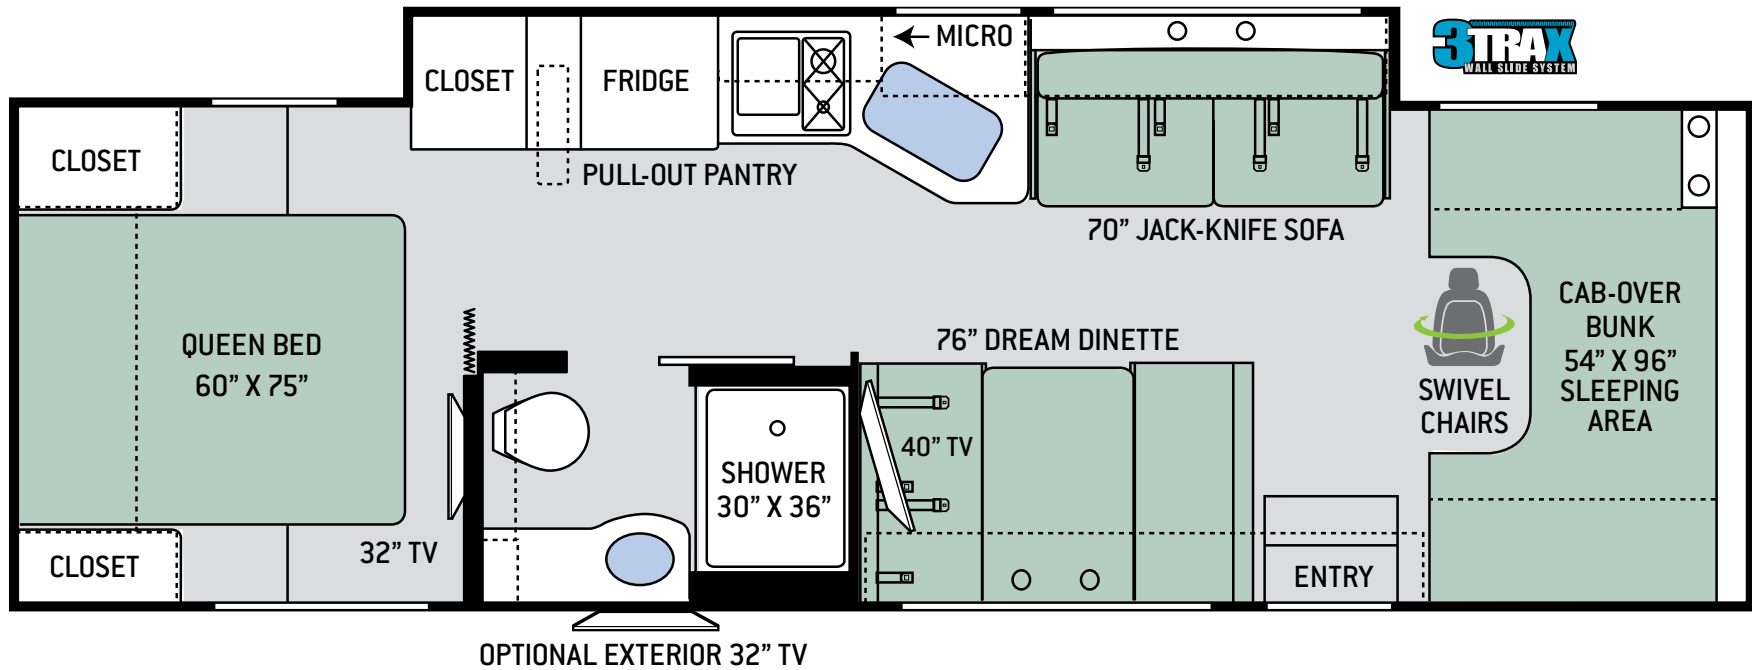 3TRAX
WALL SLIDE SYSTEM
MICRO
CLOSET
FRIDGE
CLOSET
PULL-OUT PANTRY
70” JACK-KNIFE SOFA
QUEEN BED
60” X 75”
76” DREAM DINETTE
CAB-OVER
BUNK
54” X 96”
SLEEPING
AREA
SWIVEL
CHAIRS
40” TV
SHOWER
30” X 36”
32” TV
CLOSET
ENTRY
OPTIONAL EXTERIOR 32” TV